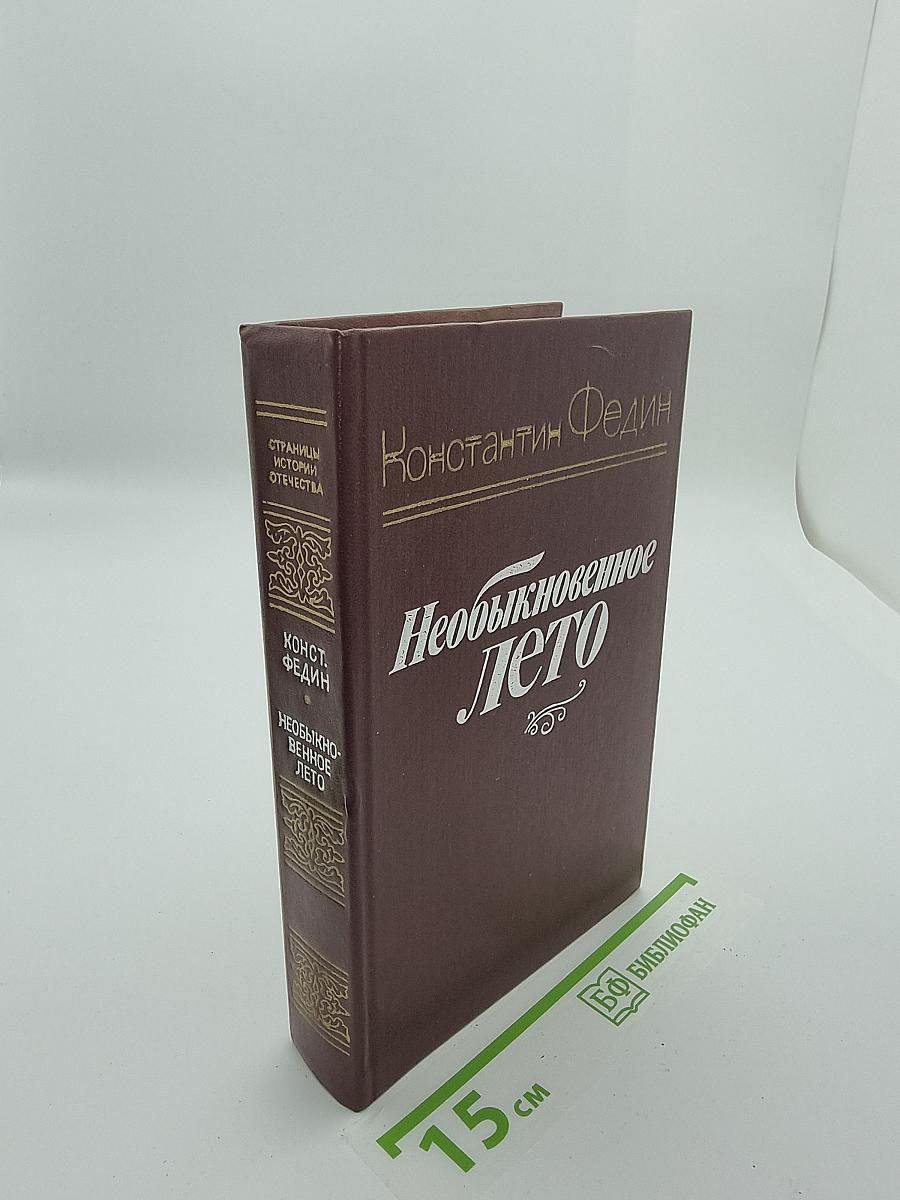 СТРАНИЦЫ
ИСТОРИИ
ОТЕЧЕСТВА
КОНСТ.
ФЕДИН
НЕОБЫКНО-
ВЕННОЕ
ЛЕТО
Константин Федин
Необыкновенное
лето
15 см
БФ
БИБЛИОФАН